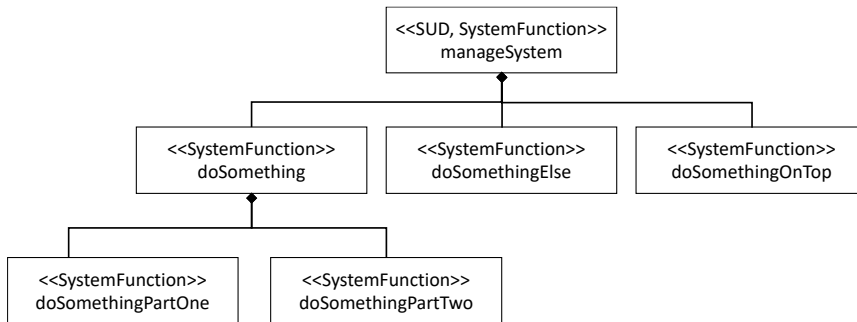 <<SUD, SystemFunction>>
manageSystem
<<SystemFunction>>
doSomething
<<SystemFunction>>
doSomethingElse
<<SystemFunction>>
doSomethingOnTop
<<SystemFunction>>
doSomethingPartOne
<<SystemFunction>>
doSomethingPartTwo